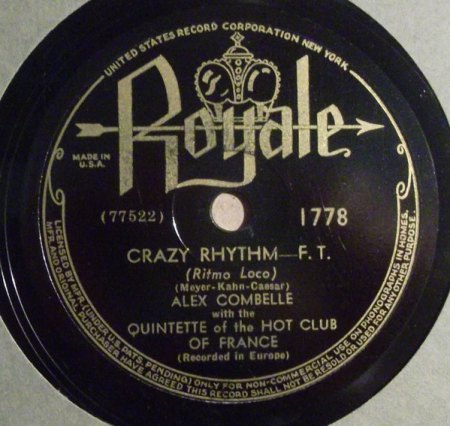 UNITED STATES RECORD CORPORATION NEW YORK.
Royale
MADE IN
U.S.A.
(77522)
1778
CRAZY RHYTHM—F. T.
(Ritmo Loco)
(Meyer-Kahn-Caesar)
ALEX COMBELLE
with the
QUINTETTE of the HOT CLUB
OF FRANCE
(Recorded in Europe)
LICENSED BY MFR. (UNDER U.S. PATS. PENDING) ONLY FOR NON-COMMERCIAL USE ON PHONOGRAPHS IN HOMES.
MFR. AND ORIGINAL PURCHASER HAVE AGREED THIS RECORD SHALL NOT BE RESOLD OR USED FOR ANY OTHER PURPOSE.